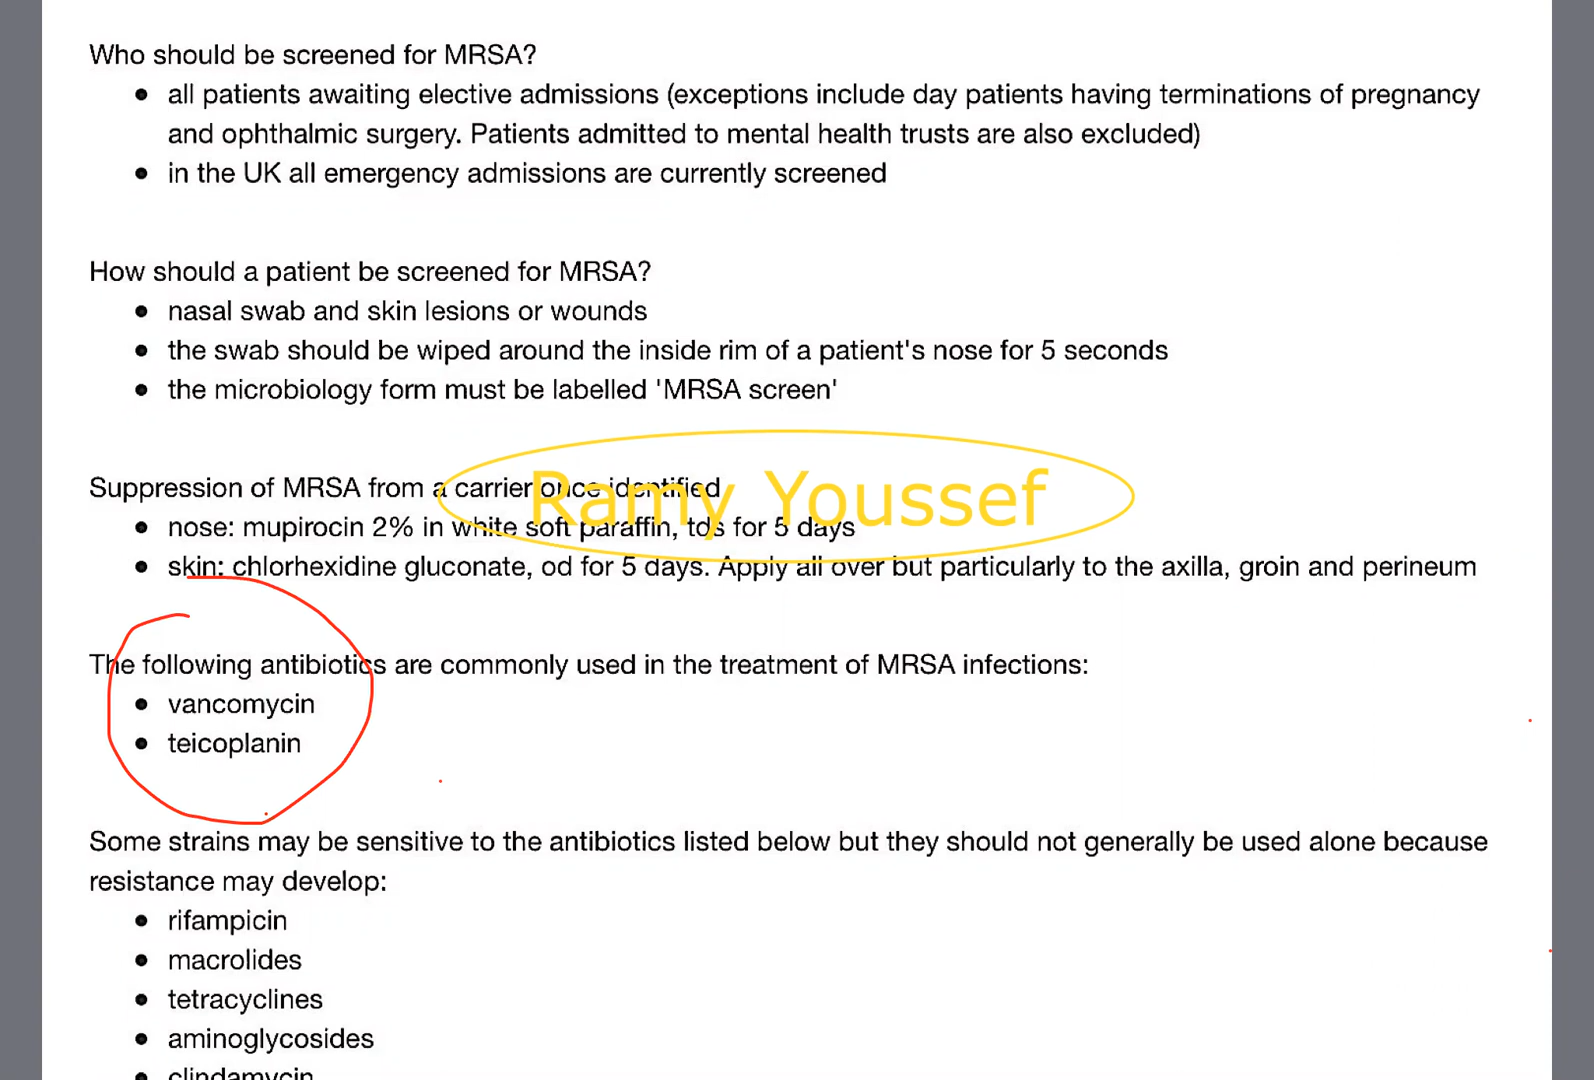 Who should be screened for MRSA?
● all patients awaiting elective admissions (exceptions include day patients having terminations of pregnancy
and ophthalmic surgery. Patients admitted to mental health trusts are also excluded)
● in the UK all emergency admissions are currently screened
How should a patient be screened for MRSA?
● nasal swab and skin lesions or wounds
● the swab should be wiped around the inside rim of a patient's nose for 5 seconds
● the microbiology form must be labelled 'MRSA screen'
Suppression of MRSA from a carrier once identified
Ramy Youssef
● nose: mupirocin 2% in white soft paraffin, tds for 5 days
● skin: chlorhexidine gluconate, od for 5 days. Apply all over but particularly to the axilla, groin and perineum
The following antibiotics are commonly used in the treatment of MRSA infections:
● vancomycin
● teicoplanin
Some strains may be sensitive to the antibiotics listed below but they should not generally be used alone because
resistance may develop:
● rifampicin
● macrolides
● tetracyclines
● aminoglycosides
● clindamycin